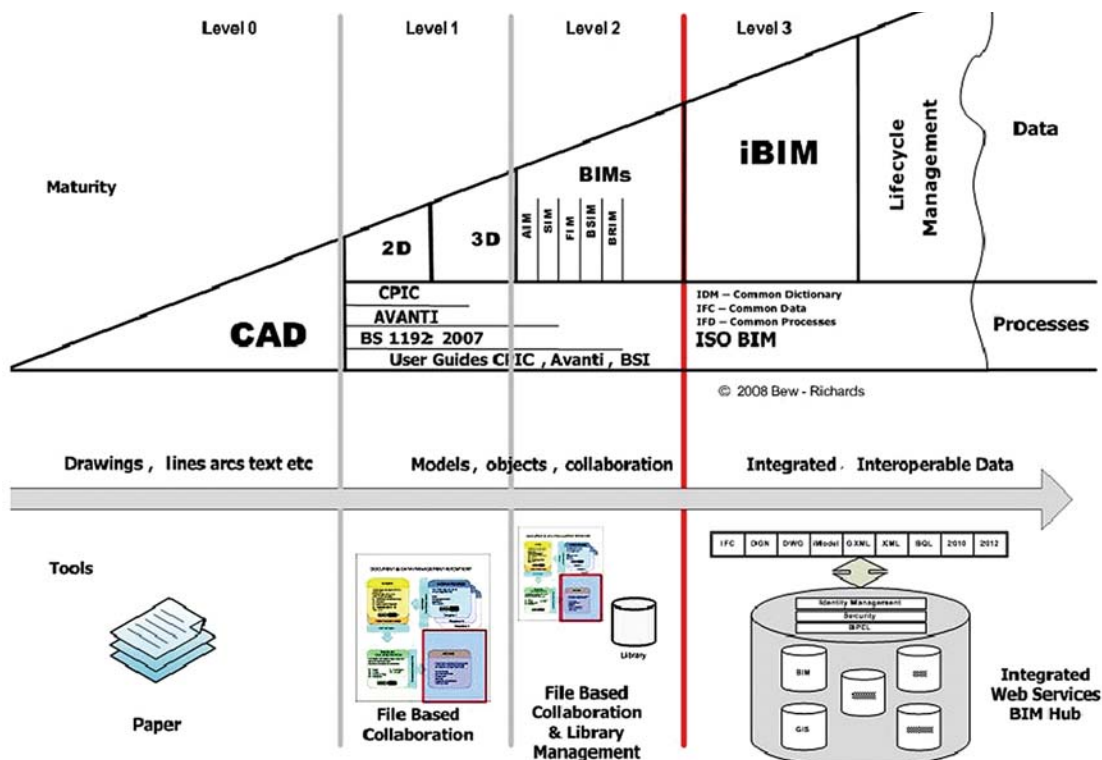 Level 0
Level 1
Level 2
Level 3
Maturity
CAD
2D
3D
BIMs
AIM
SIM
FIM
BSIM
BRIM
iBIM
Lifecycle
Management
Data
CPIC
AVANTI
BS 1192: 2007
User Guides CPIC , Avanti , BSI
IDM – Common Dictionary
IFC – Common Data
IFD – Common Processes
ISO BIM
Processes
© 2008 Bew - Richards
Drawings , lines arcs text etc
Models , objects , collaboration
Integrated , Interoperable Data
Tools
Paper
File Based
Collaboration
Library
File Based
Collaboration
& Library
Management
IFC
DGN
DWG
iModel
GXML
XML
SQL
2010
2012
Identity Management
Security
BPEL
BIM
GIS
Integrated
Web Services
BIM Hub